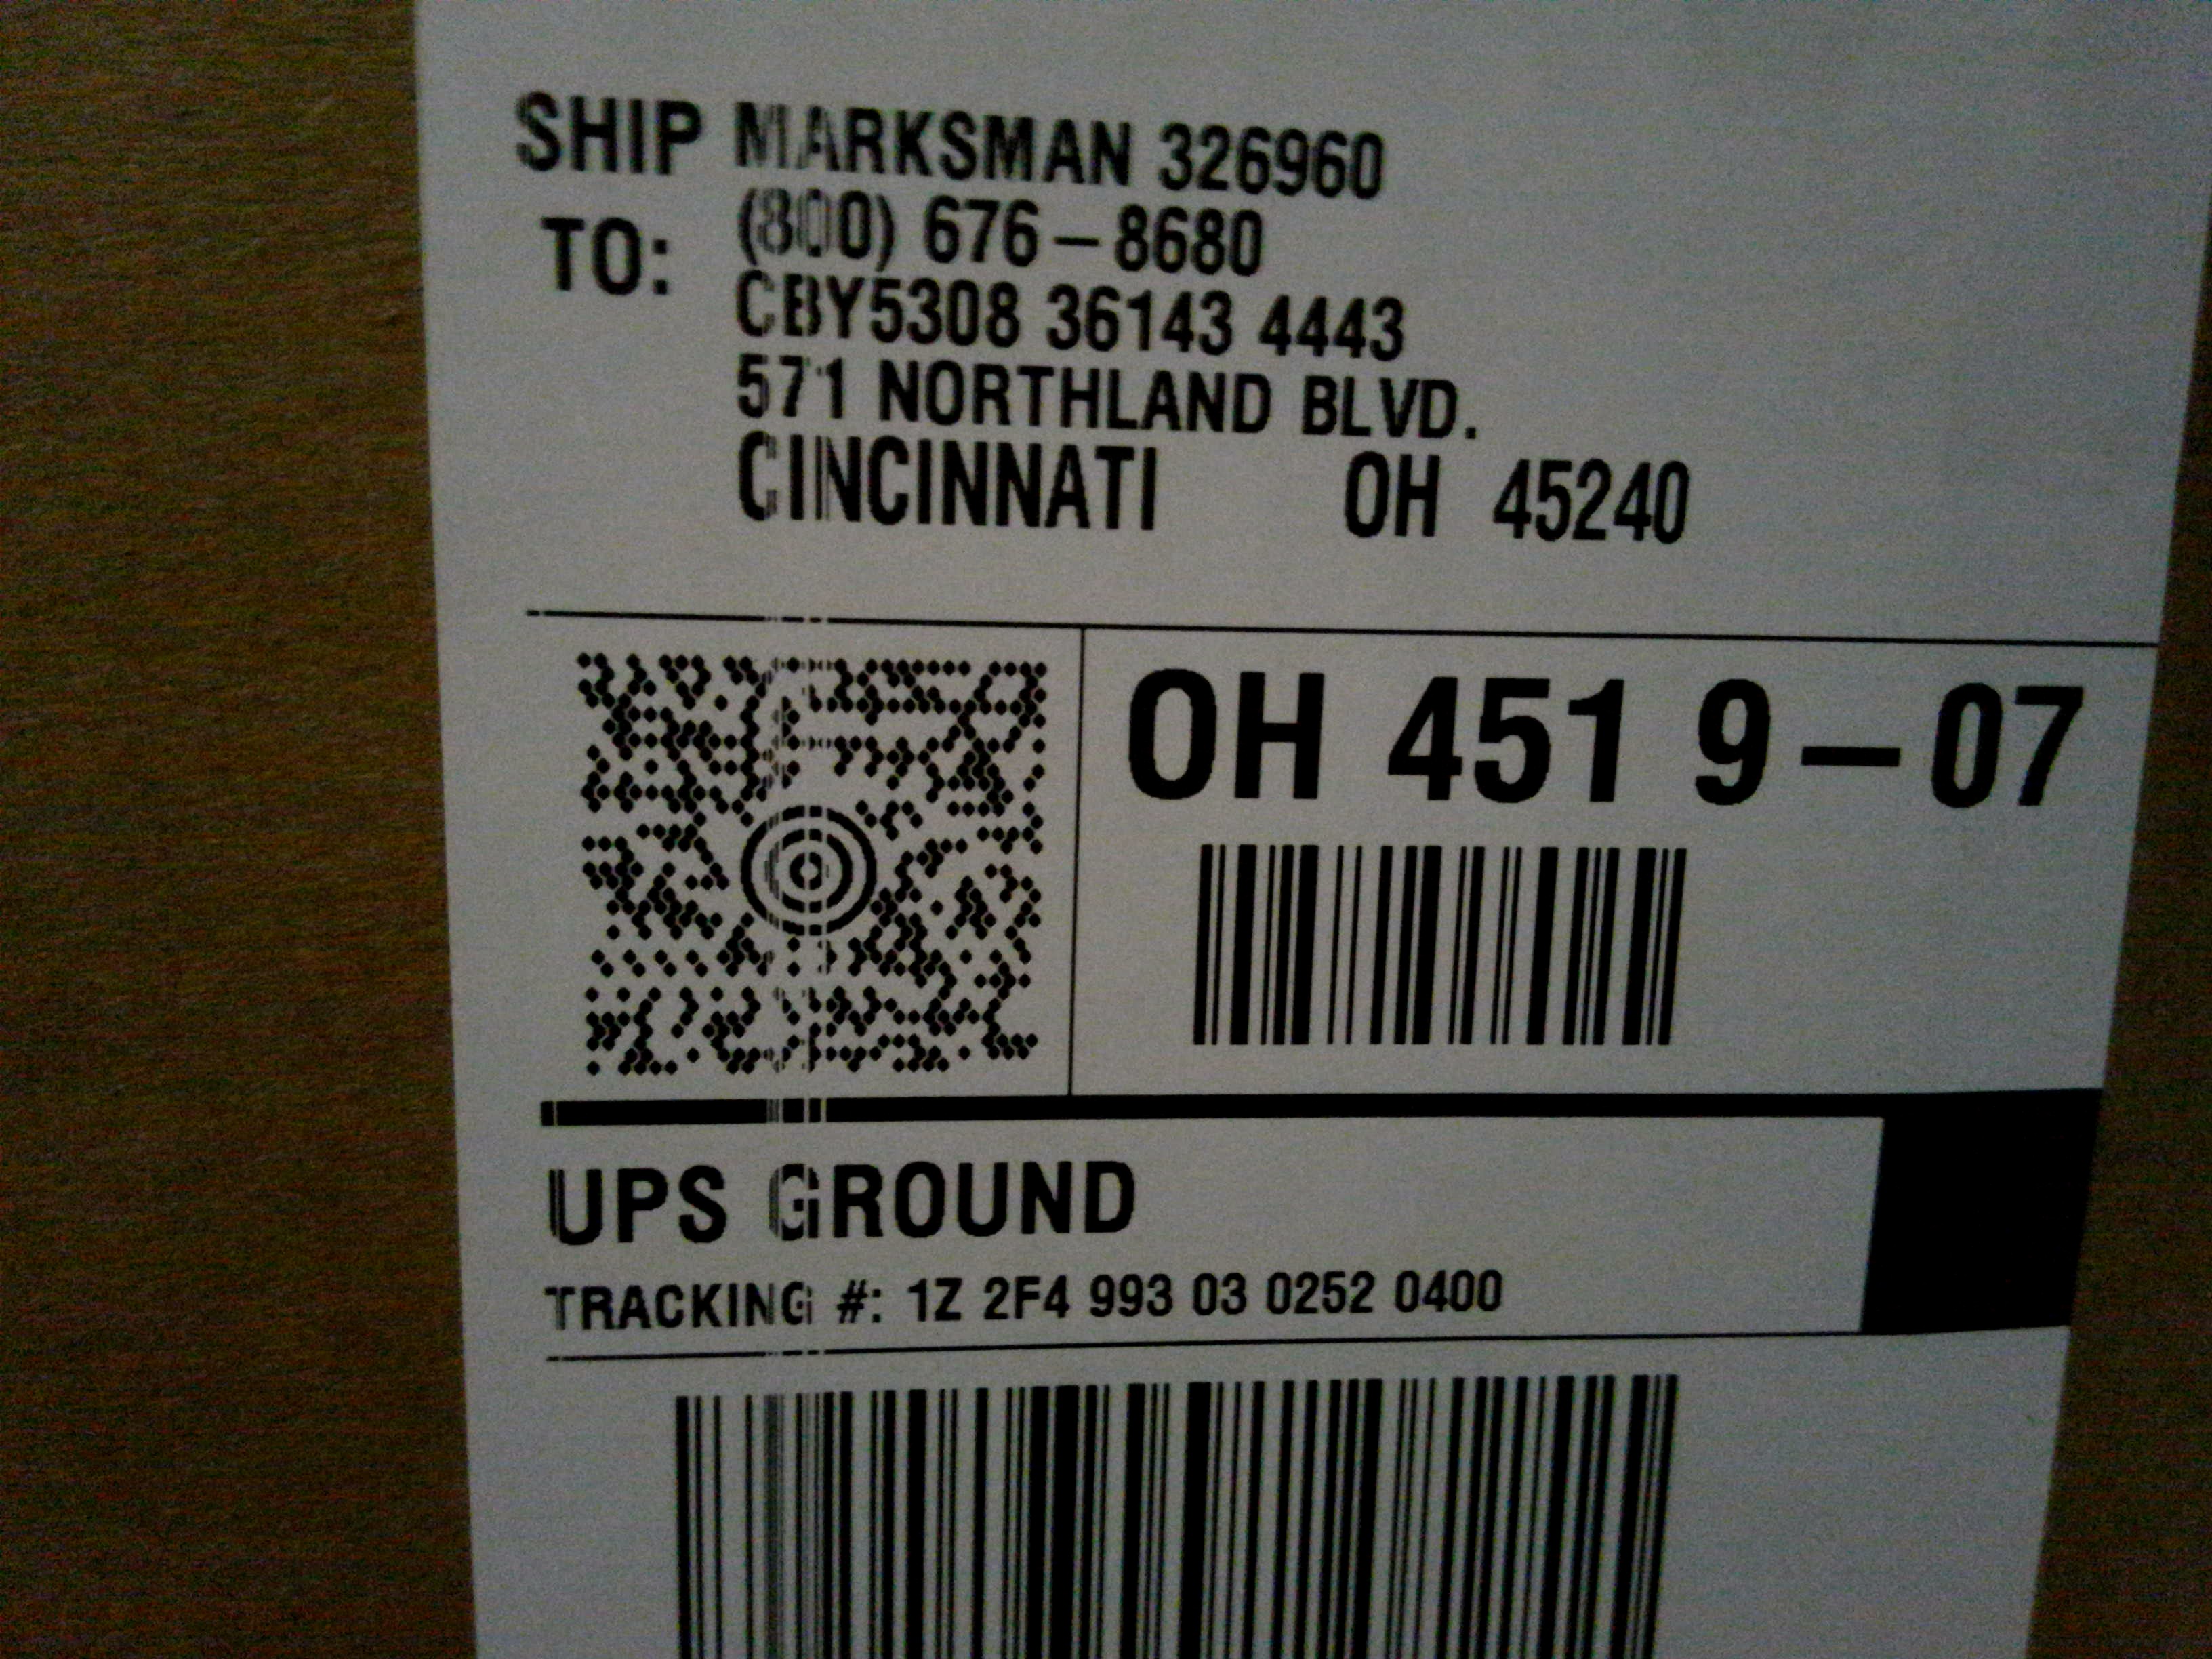 SHIP MARKSMAN 326960
TO: (800) 676-8680
CBY5308 36143 4443
571 NORTHLAND BLVD.
CINCINNATI OH 45240
OH 451 9-07
UPS GROUND
TRACKING #: 1Z 2F4 993 03 0252 0400